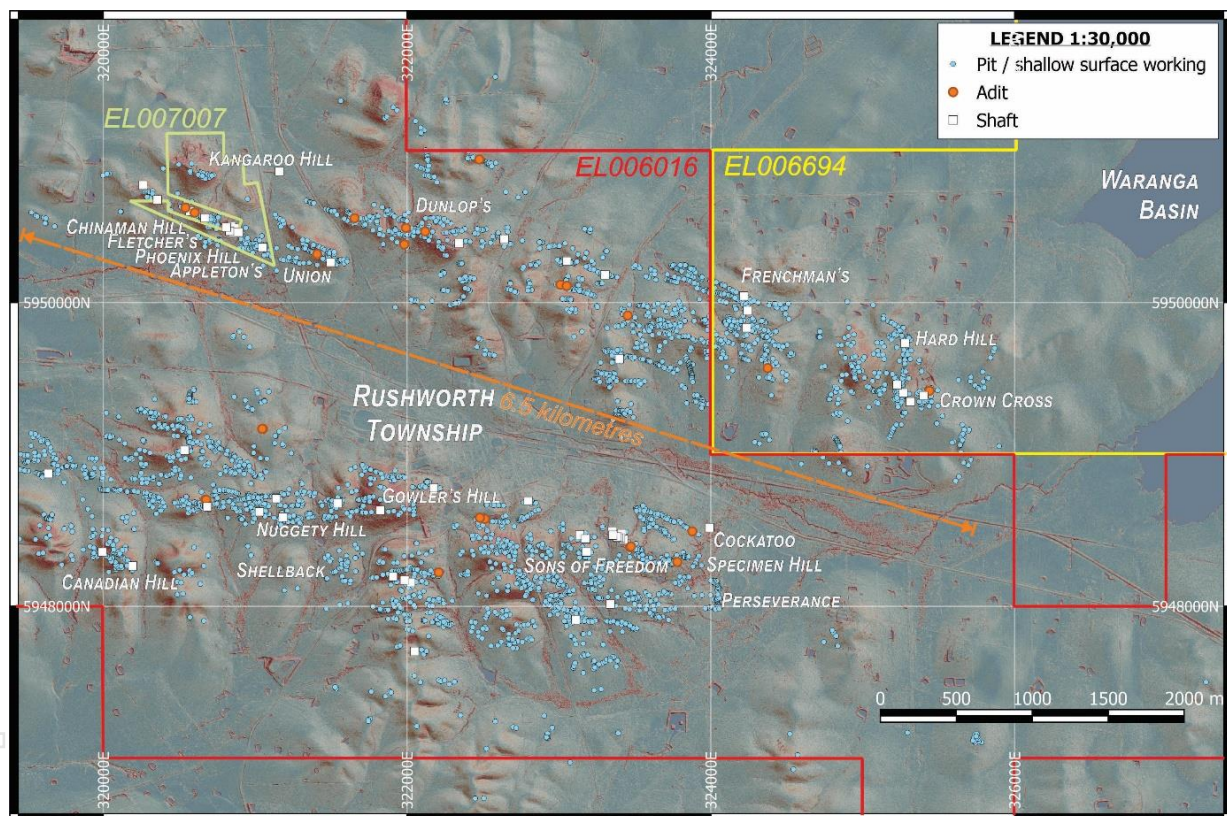 320000E
322000E
324000E
LEGEND 1:30,000
Pit / shallow surface working
Adit
Shaft
EL007007
KANGAROO HILL
EL006016
EL006694
WARANGA
BASIN
DUNLOP'S
CHINAMAN HILL
FLETCHER'S
PHOENIX HILL
APPLETON'S
UNION
FRENCHMAN'S
5950000N
5950000N
HARD HILL
RUSHWORTH
TOWNSHIP
6.5 kilometres
CROWN CROSS
GOWLER'S HILL
NUGGETY HILL
COCKATOO
SHELLBACK
SONS OF FREEDOM
SPECIMEN HILL
CANADIAN HILL
PERSEVERANCE
5948000N
5948000N
0 500 1000 1500 2000 m
320000E
322000E
324000E
326000E